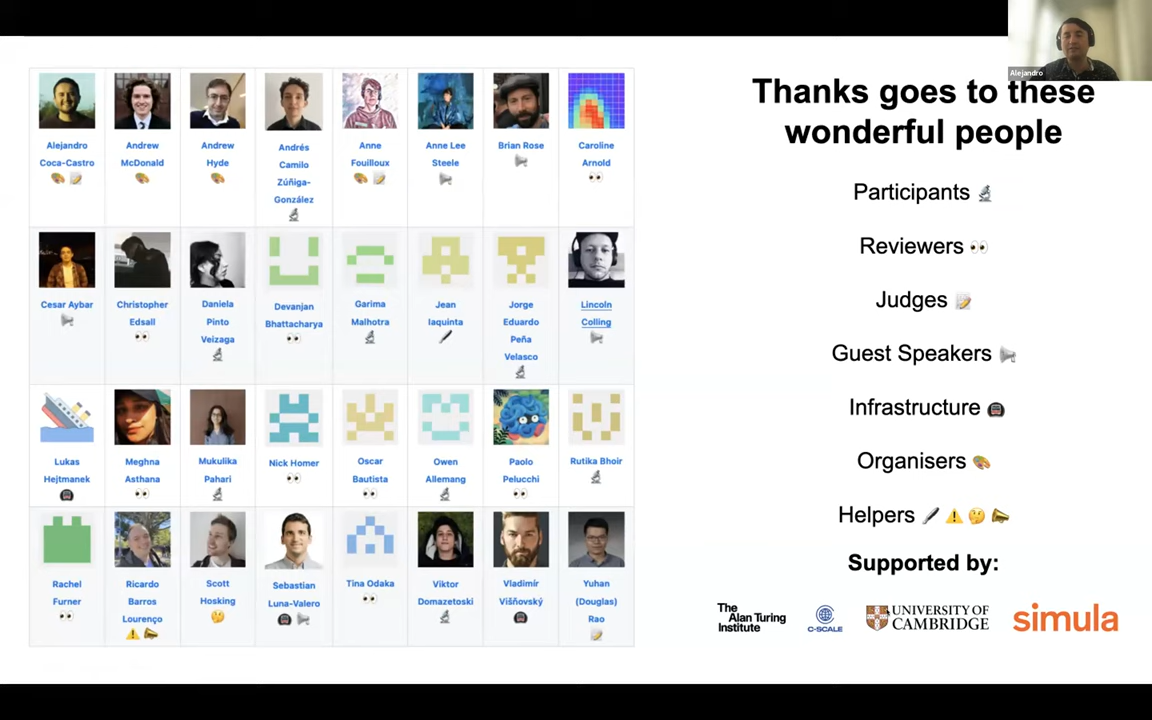 Alejandro
Thanks goes to these
wonderful people
Alejandro
Coca-Castro
Andrew
McDonald
Andrew
Hyde
Andrés
Camilo
Zúñiga-
González
Anne
Fouilloux
Anne Lee
Steele
Brian Rose
Caroline
Arnold
Cesar Aybar
Christopher
Edsall
Daniela
Pinto
Veizaga
Devanjan
Bhattacharya
Garima
Malhotra
Jean
Iaquinta
Jorge
Eduardo
Peña
Velasco
Lincoln
Colling
Lukas
Hejtmanek
Meghna
Asthana
Mukulika
Pahari
Nick Homer
Oscar
Bautista
Owen
Allemang
Paolo
Pelucchi
Rutika Bhoir
Rachel
Furner
Ricardo
Barros
Lourenço
Scott
Hosking
Sebastian
Luna-Valero
Tina Odaka
Viktor
Domazetoski
Vladimír
Višňovský
Yuhan
(Douglas)
Rao
Participants
Reviewers
Judges
Guest Speakers
Infrastructure
Organisers
Helpers
Supported by:
The
Alan Turing
Institute
C-SCALE
UNIVERSITY OF
CAMBRIDGE
simula